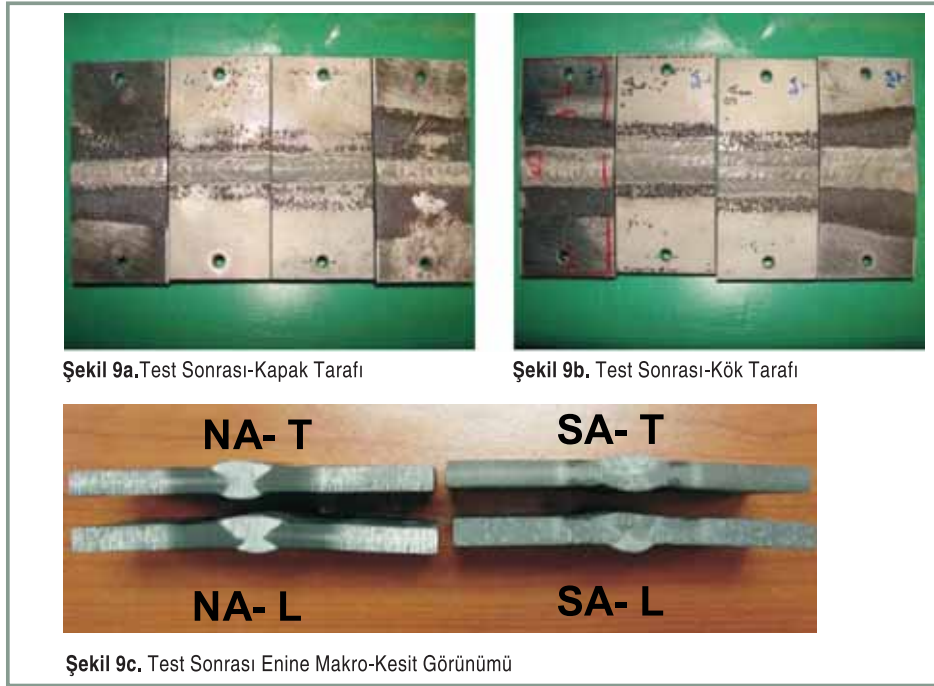 Şekil 9a.Test Sonrası-Kapak Tarafı
Şekil 9b. Test Sonrası-Kök Tarafı
NA- T
SA- T
NA- L
SA- L
Şekil 9c. Test Sonrası Enine Makro-Kesit Görünümü